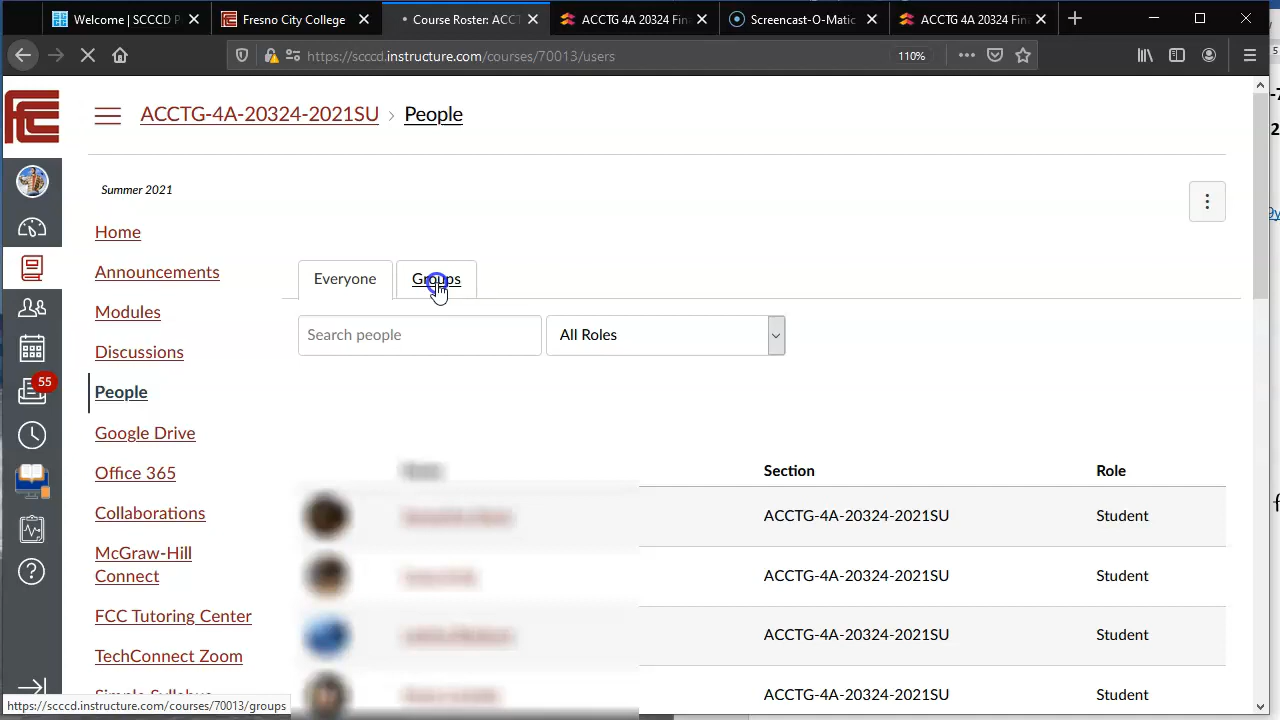 Welcome | SCCCD P
Fresno City College
Course Roster: ACCT
ACCTG 4A 20324 Fin
Screencast-O-Matic
ACCTG 4A 20324 Fin
https://scccd.instructure.com/courses/70013/users
110%
FCC
ACCTG-4A-20324-2021SU > People
Summer 2021
Home
Announcements
Modules
Discussions
People
Google Drive
Office 365
Collaborations
McGraw-Hill
Connect
FCC Tutoring Center
TechConnect Zoom
Simple Syllabus
55
Everyone
Groups
Search people
All Roles
Section
Role
ACCTG-4A-20324-2021SU
Student
ACCTG-4A-20324-2021SU
Student
ACCTG-4A-20324-2021SU
Student
ACCTG-4A-20324-2021SU
Student
https://scccd.instructure.com/courses/70013/groups